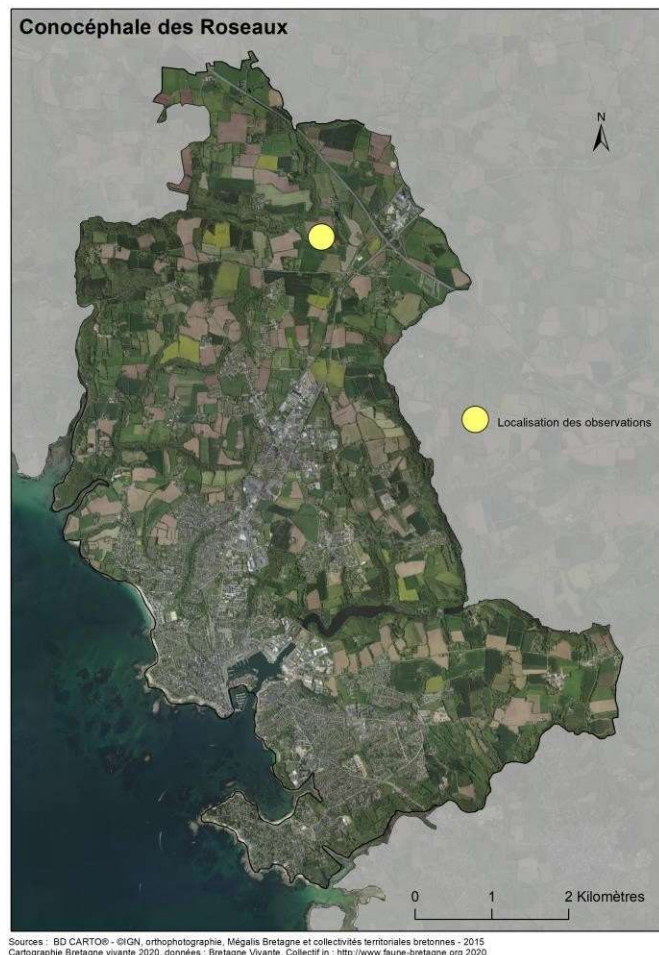 Conocéphale des Roseaux
N
Localisation des observations
0 1 2 Kilomètres
Sources : BD CARTO® - ©IGN, orthophotographie, Mégalis Bretagne et collectivités territoriales bretonnes - 2015
Cartographie Bretagne vivante 2020, données : Bretagne Vivante, Collectif in : http://www.faune-bretagne.org 2020